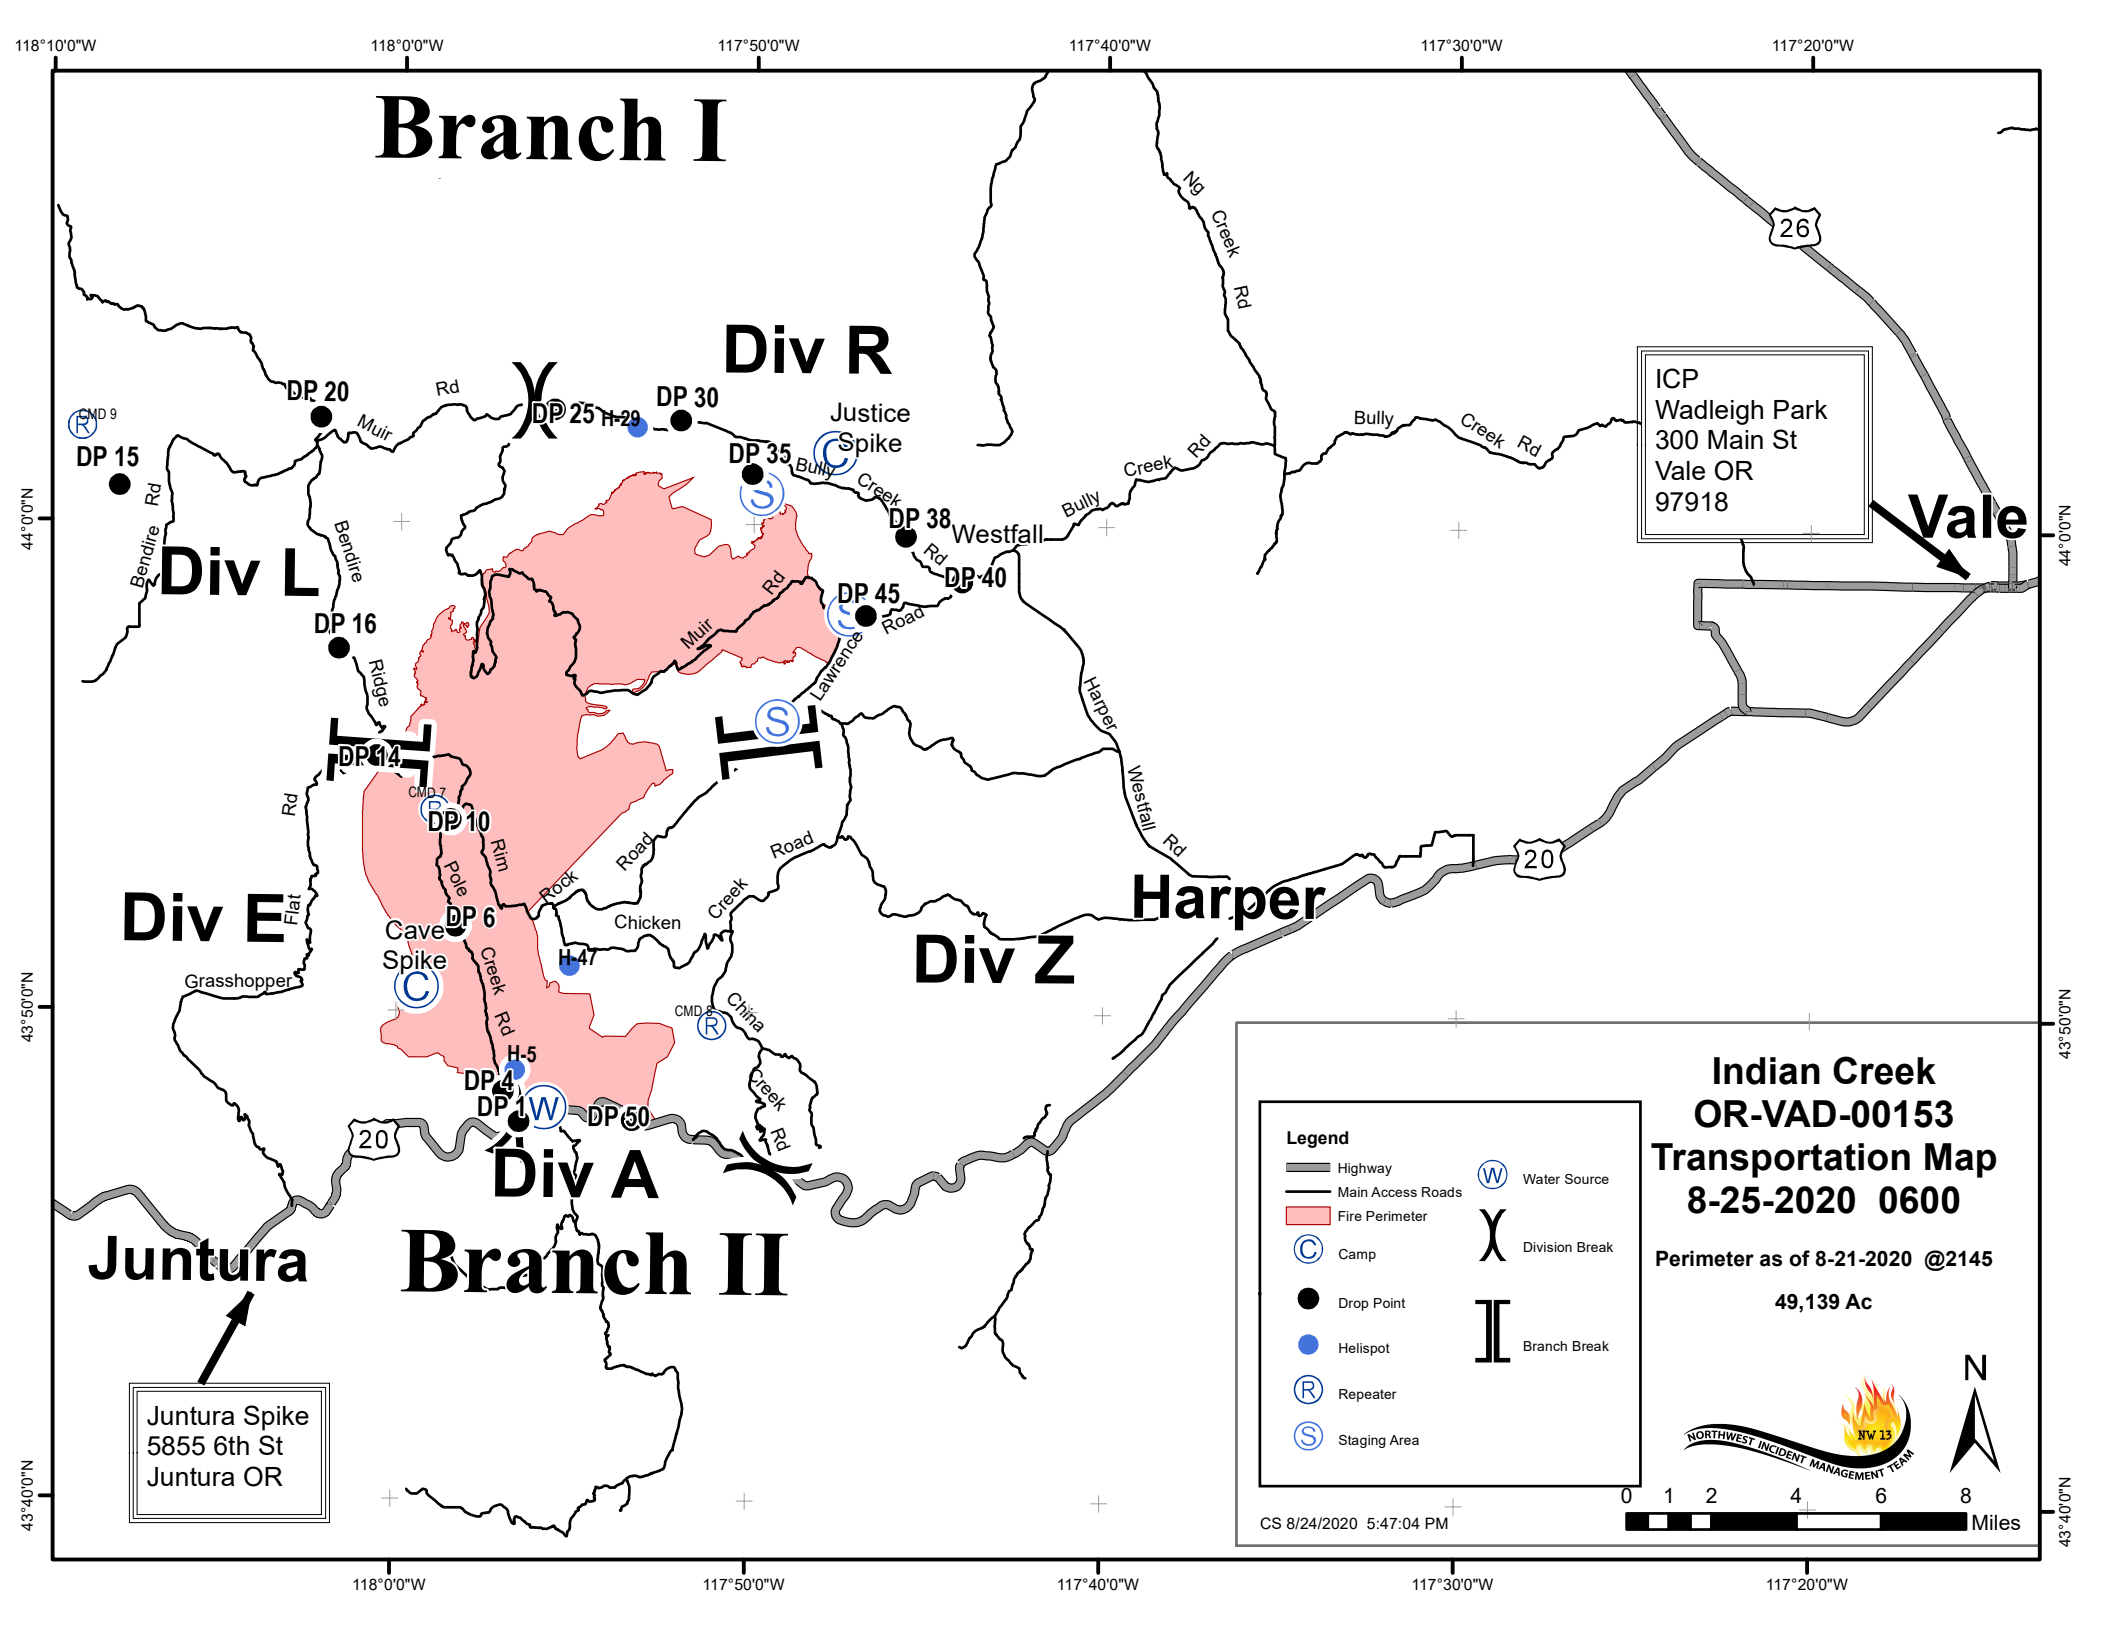 118°10'0"W
118°0'0"W
117°50'0"W
117°40'0"W
117°30'0"W
117°20'0"W
Branch I
Ng
Creek
Rd
26
Div R
ICP
Wadleigh Park
300 Main St
Vale OR
97918
Vale
DP 20
Rd
Muir
DP 25
H-29
DP 30
Justice
Spike
C
CMD 9
R
DP 15
DP 35
S
Bully
Creek
Rd
Bully
Creek
Rd
Bully
Creek
Rd
DP 38
Westfall
DP 40
44°0'0"N
44°0'0"N
Rd
Bendire
Bendire
Ridge
Div L
DP 16
Rd
Muir
DP 45
Road
Lawrence
S
Harper
Westfall
Rd
DP 14
CMD 7
R
DP 10
Rd
Flat
Grasshopper
Rim
Pole
Creek
Rd
Road
Rock
Chicken
Creek
Road
20
Harper
Div E
DP 6
Cave
Spike
C
H-47
Div Z
CMD 8
R
China
Creek
Rd
43°50'0"N
43°50'0"N
H-5
DP 4
DP 1
W
DP 50
20
Div A
Branch II
Juntura
Juntura Spike
5855 6th St
Juntura OR
Indian Creek
OR-VAD-00153
Transportation Map
8-25-2020 0600
Perimeter as of 8-21-2020 @2145
49,139 Ac
Legend
Highway
Main Access Roads
Fire Perimeter
C Camp
Drop Point
Helispot
R Repeater
S Staging Area
W Water Source
Division Break
Branch Break
N
NW 13
NORTHWEST INCIDENT MANAGEMENT TEAM
0 1 2 4 6 8
Miles
CS 8/24/2020 5:47:04 PM
43°40'0"N
43°40'0"N
118°0'0"W
117°50'0"W
117°40'0"W
117°30'0"W
117°20'0"W